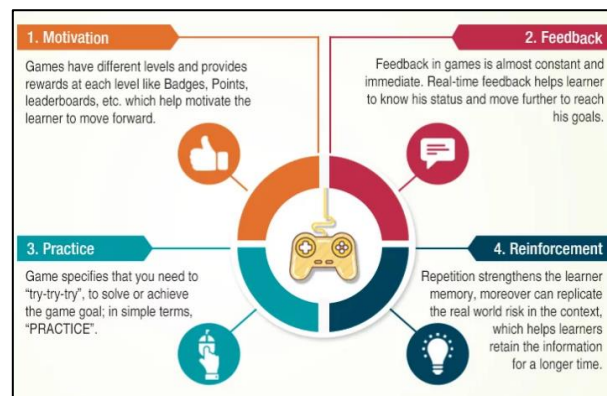 1. Motivation
Games have different levels and provides
rewards at each level like Badges, Points,
leaderboards, etc. which help motivate the
learner to move forward.
2. Feedback
Feedback in games is almost constant and
immediate. Real-time feedback helps learner
to know his status and move further to reach
his goals.
3. Practice
Game specifies that you need to
“try-try-try”, to solve or achieve
the game goal; in simple terms,
“PRACTICE”.
4. Reinforcement
Repetition strengthens the learner
memory, moreover can replicate
the real world risk in the context,
which helps learners
retain the information
for a longer time.